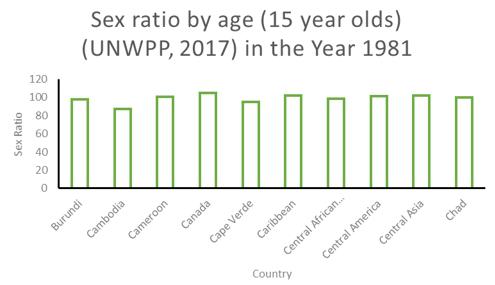 Sex ratio by age (15 year olds)
(UNWPP, 2017) in the Year 1981
120
100
80
60
40
20
0
Sex Ratio
Burundi
Cambodia
Cameroon
Canada
Cape Verde
Caribbean
Central African...
Central America
Central Asia
Chad
Country